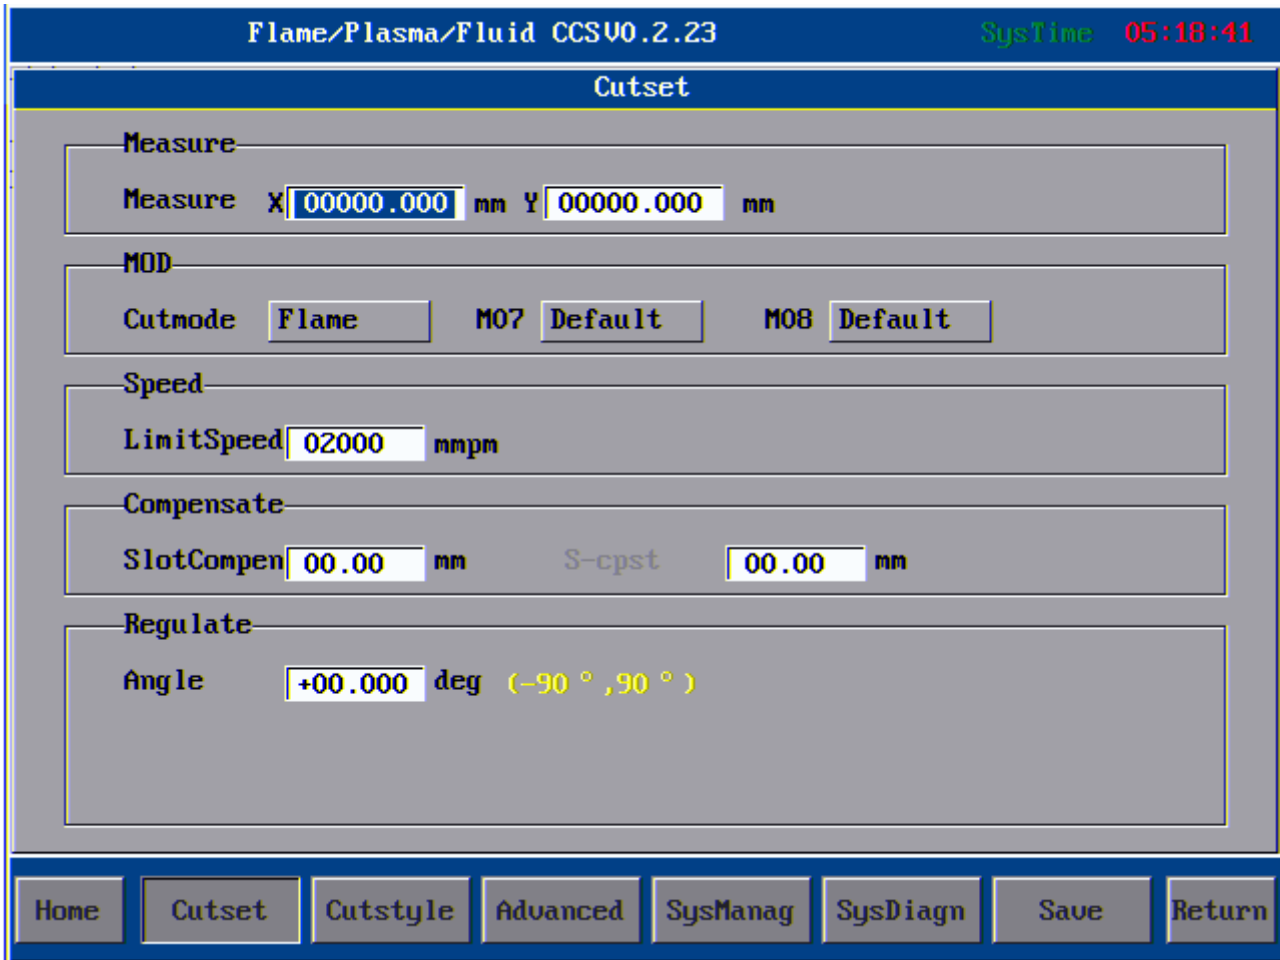 Flame/Plasma/Fluid CCSV0.2.23 SysTime 05:18:41
Cutset
Measure
Measure X 00000.000 mm Y 00000.000 mm
MOD
Cutmode Flame M07 Default M08 Default
Speed
LimitSpeed 02000 mmpm
Compensate
SlotCompen 00.00 mm S-cpst 00.00 mm
Regulate
Angle +00.000 deg (-90°,90°)
Home Cutset Cutstyle Advanced SysManag SysDiagn Save Return